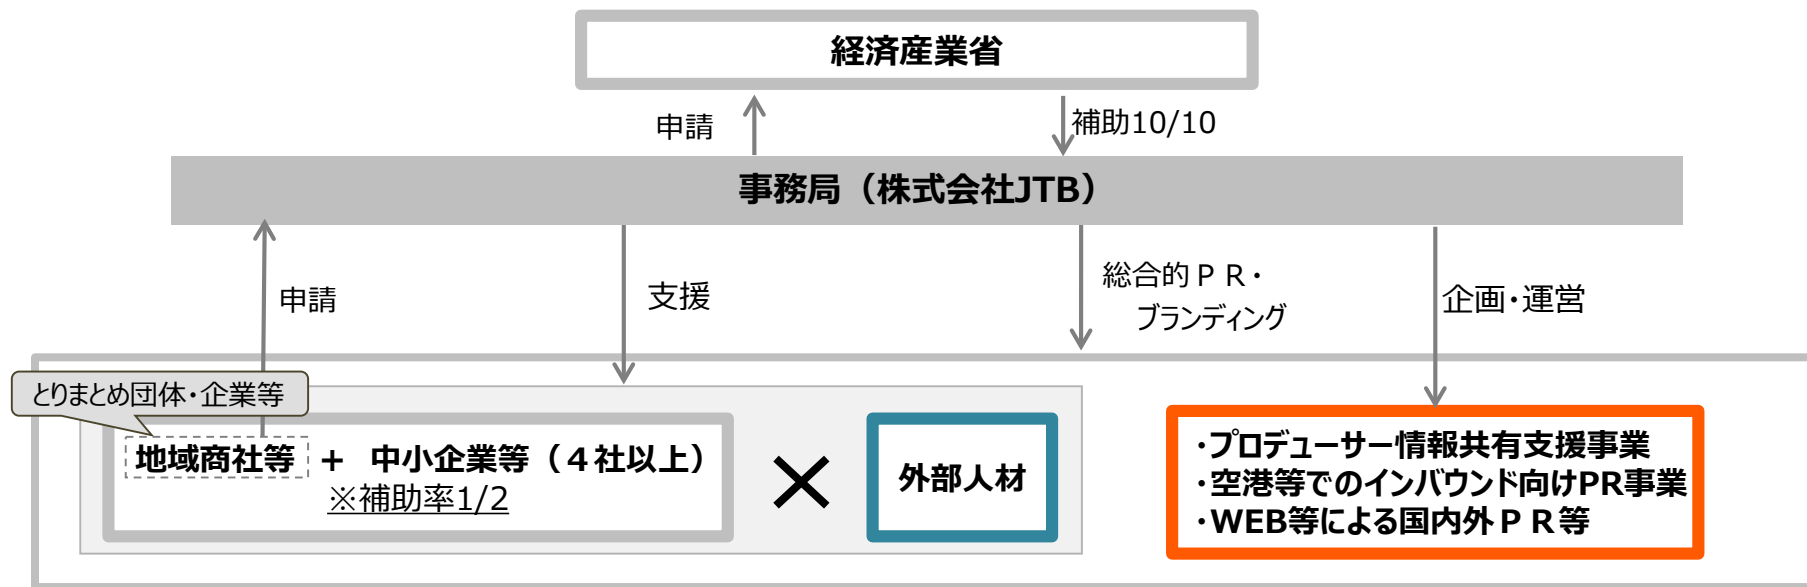 経済産業省
申請
補助10/10
事務局（株式会社JTB）
申請
支援
総合的ＰＲ・
ブランディング
企画・運営
とりまとめ団体・企業等
地域商社等 + 中小企業等（４社以上）
※補助率1/2
外部人材
・プロデューサー情報共有支援事業
・空港等でのインバウンド向けPR事業
・WEB等による国内外ＰＲ等